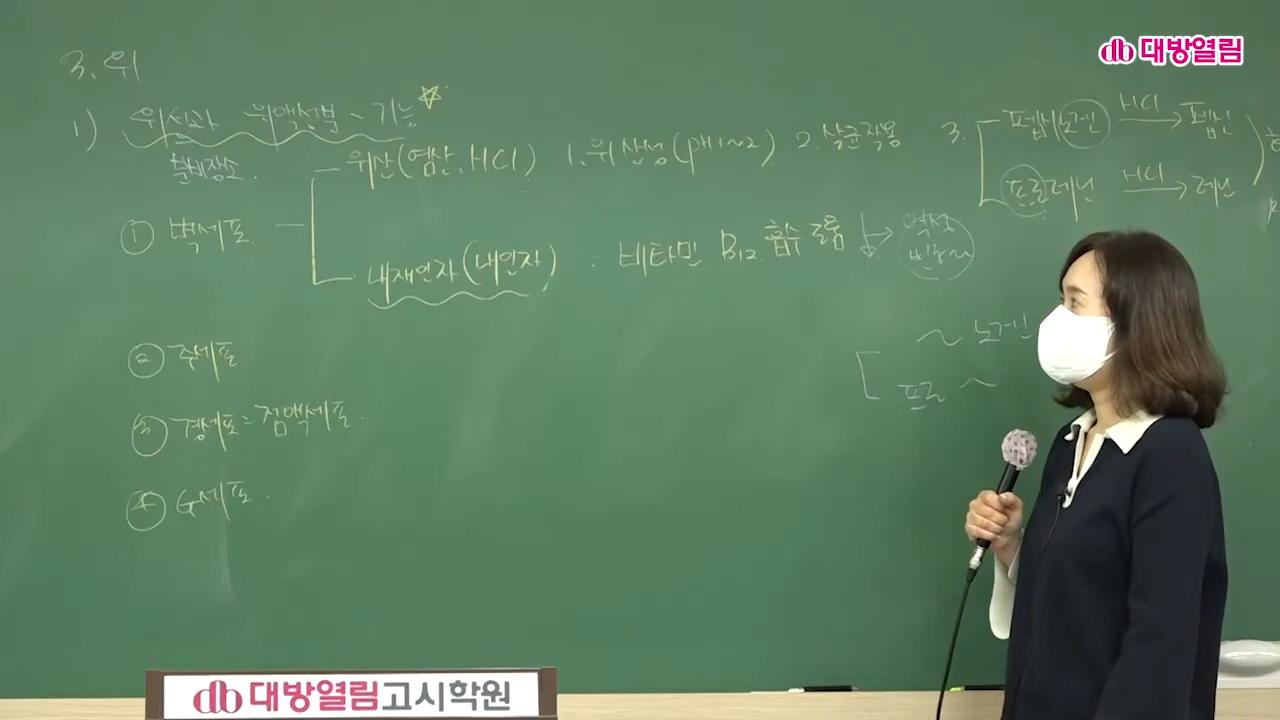 대방열림
3. 위
1) 위치와 위액성분、기능 ☆
분비장소.
위산(염산, HCl) 1. 위 산성(pH1~2) 2. 살균작용
3. 펩시노겐 HCl → 펩신
프로레닌 HCl → 레닌
① 벽세포
내재인자(내인자) : 비타민 B12 흡수 도움
악성
빈혈~
~ 노겐
프로 ~
② 주세포
③ 경세포 = 점액세포.
④ G세포.
대방열림고시학원